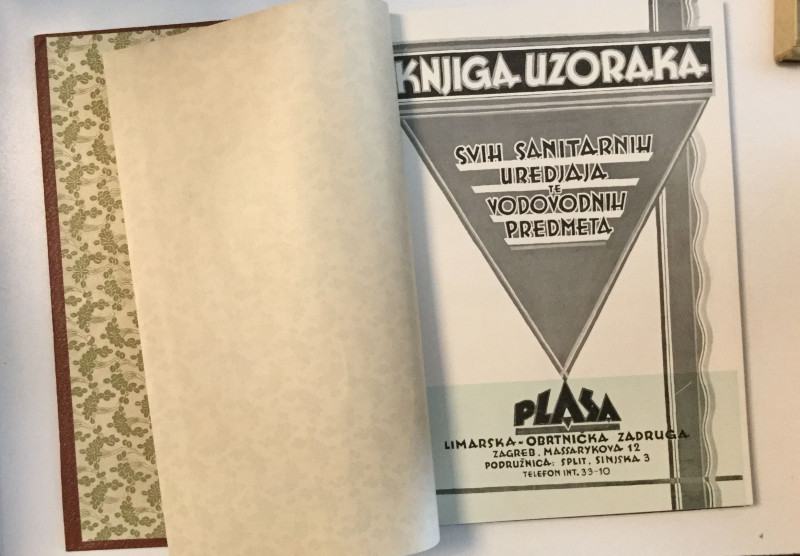 KNJIGA UZORAKA
SVIH SANITARNIH
UREDJAJA
TE
VODOVODNIH
PREDMETA
PLASA
LIMARSKA-OBRTNIČKA ZADRUGA
ZAGREB, MASSARYKOVA 12
PODRUŽNICA: SPLIT, SINJSKA 3
TELEFON INT. 33-10